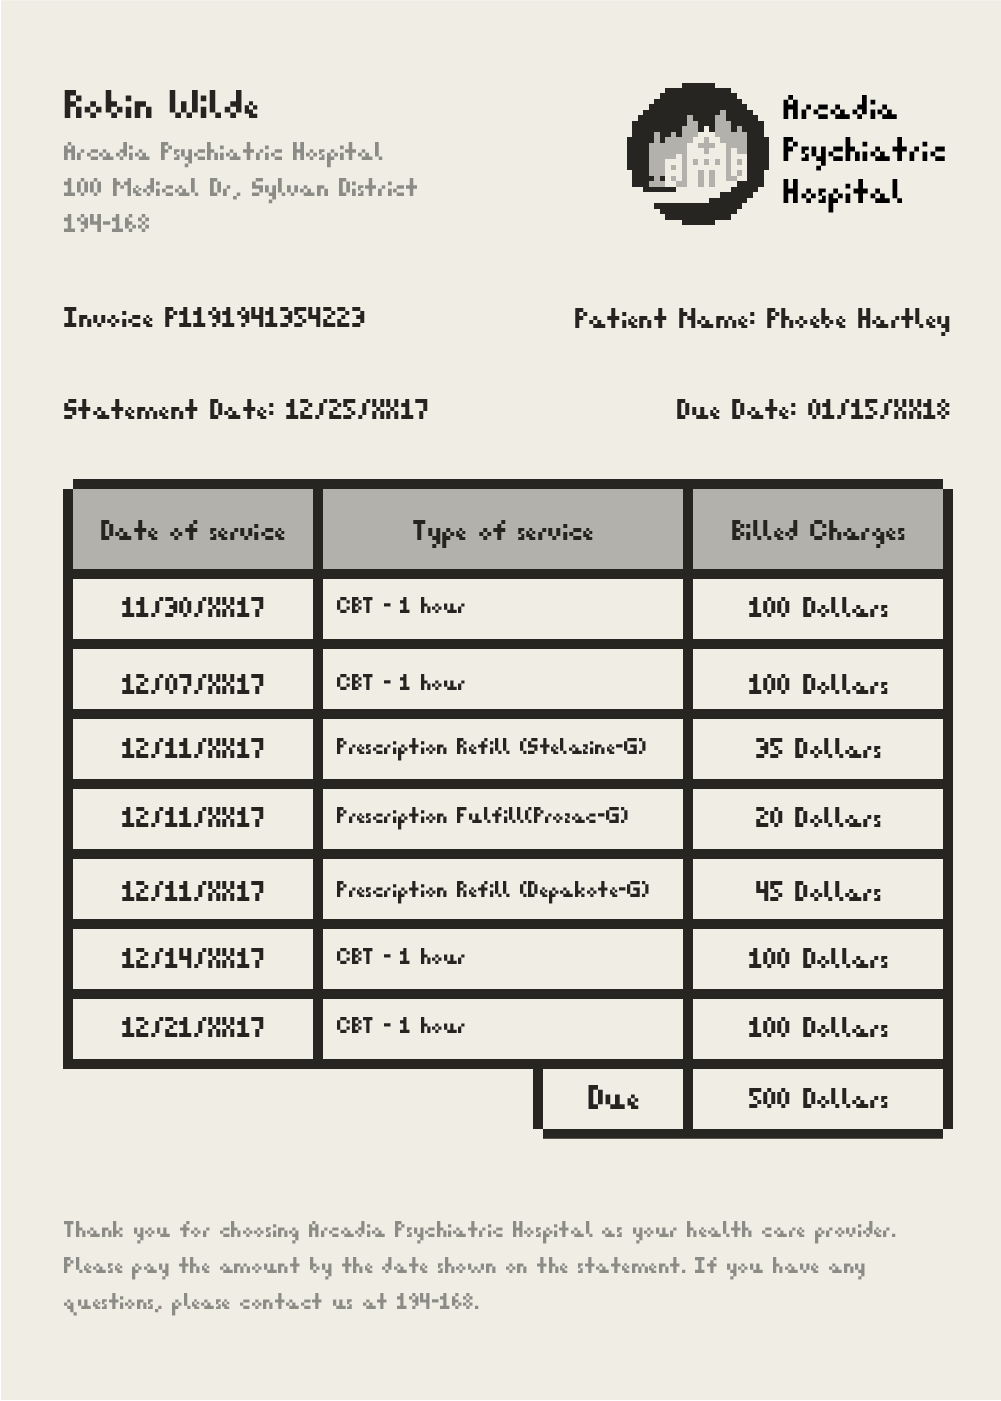 Robin Wilde
Arcadia Psychiatric Hospital
100 Medical Dr, Sylvan District
194-168
Arcadia
Psychiatric
Hospital
Invoice P1191941354223
Patient Name: Phoebe Hartley
Statement Date: 12/25/XX17
Due Date: 01/15/XX18
Date of service Type of service Billed Charges
11/30/XX17 CBT - 1 hour 100 Dollars
12/07/XX17 CBT - 1 hour 100 Dollars
12/11/XX17 Prescription Refill (Stelazine-G) 35 Dollars
12/11/XX17 Prescription Fulfill(Prozac-G) 20 Dollars
12/11/XX17 Prescription Refill (Depakote-G) 45 Dollars
12/14/XX17 CBT - 1 hour 100 Dollars
12/21/XX17 CBT - 1 hour 100 Dollars
Due 500 Dollars
Thank you for choosing Arcadia Psychiatric Hospital as your health care provider.
Please pay the amount by the date shown on the statement. If you have any
questions, please contact us at 194-168.